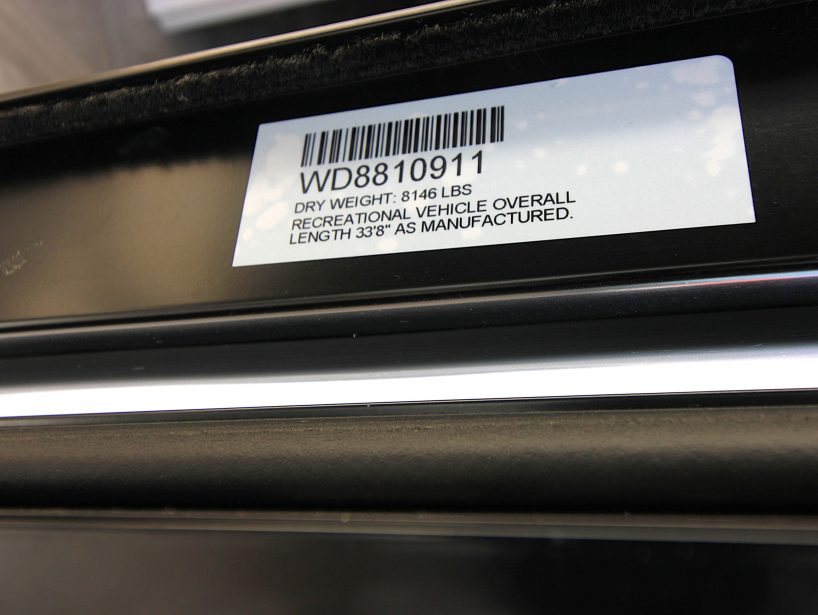 WD8810911
DRY WEIGHT: 8146 LBS
RECREATIONAL VEHICLE OVERALL
LENGTH 33'8" AS MANUFACTURED.